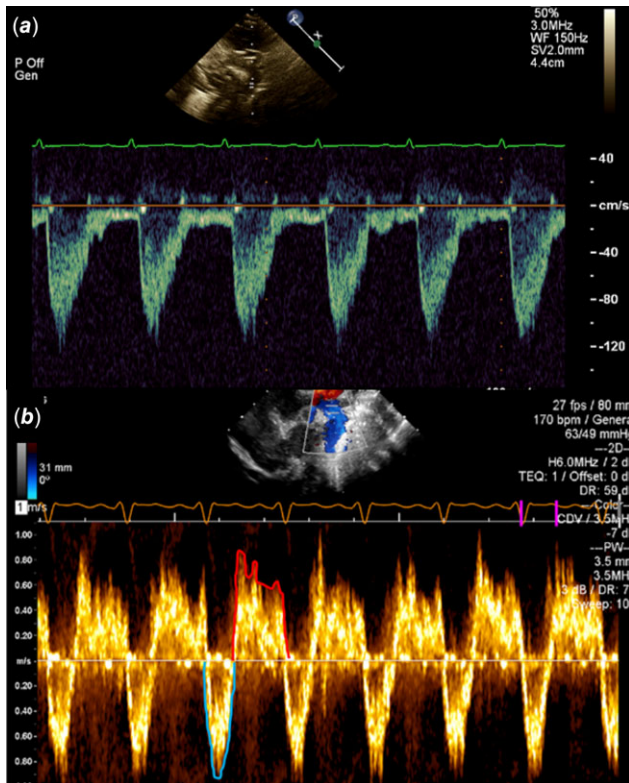 (a)
P Off
Gen
50%
3.0MHz
WF 150Hz
SV2.0mm
4.4cm
40
cm/s
-40
-80
-120
(b)
27 fps / 80 mm
170 bpm / Genera
63/49 mmHg
---2D--
H6.0MHz / 2 d
TEQ: 1 / Offset: 0 d
DR: 59 d
CDV / 3.5MH
-7 d
---PW--
3.5 mm
3.5MH
3 dB / DR: 7
Sweep: 10
31 mm
0°
1 m/s
1.00
0.80
0.60
0.40
0.20
m/s
0.20
0.40
0.60
0.80